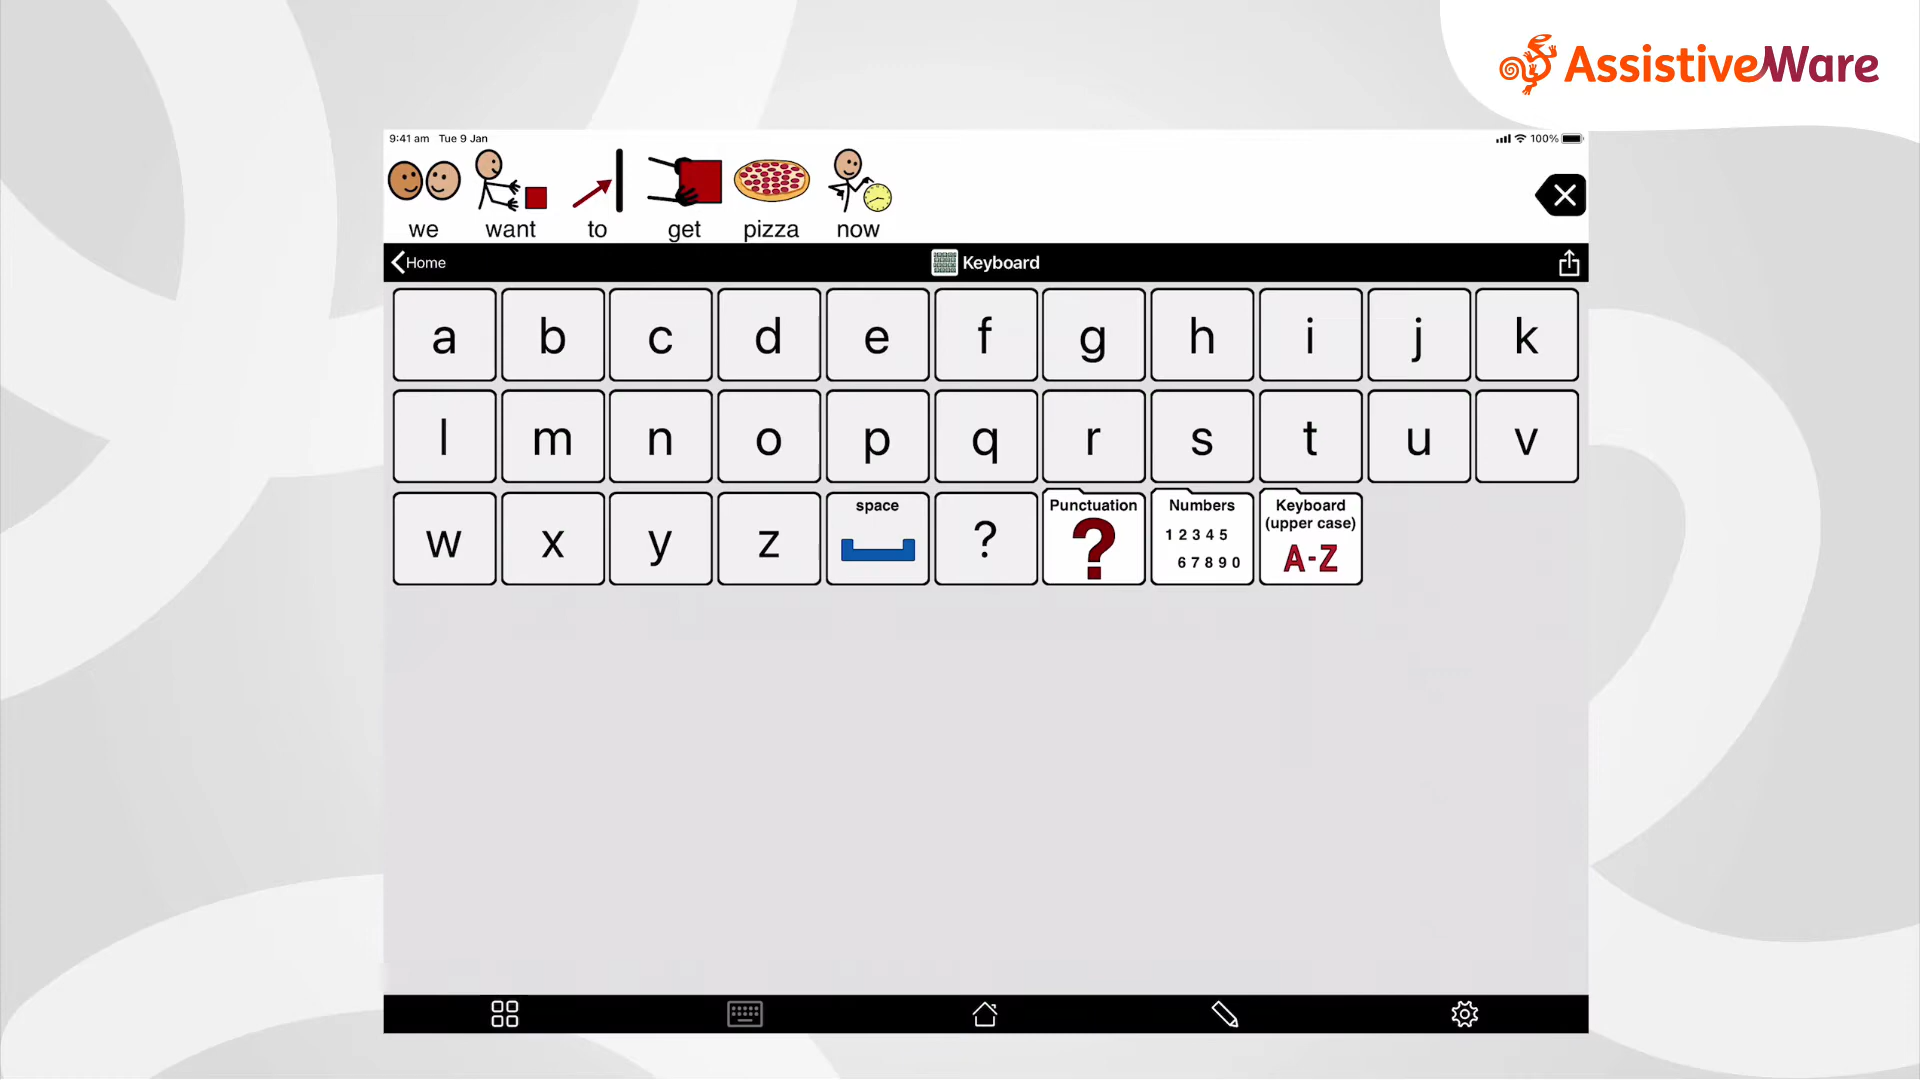 AssistiveWare
9:41 am Tue 9 Jan
100%
we want to get pizza now
Home
Keyboard
a b c d e f g h i j k
l m n o p q r s t u v
w x y z space ? Punctuation Numbers Keyboard
(upper case)
? 1 2 3 4 5 A-Z
6 7 8 9 0